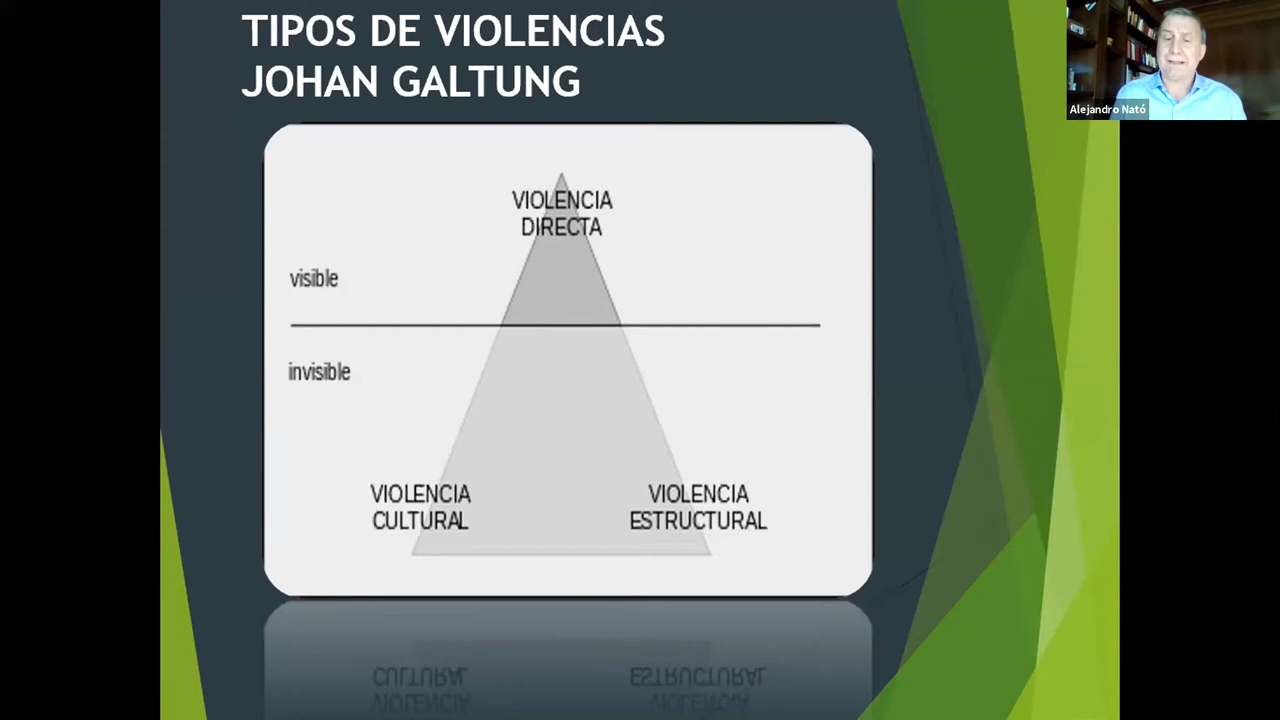 TIPOS DE VIOLENCIAS
JOHAN GALTUNG
Alejandro Nató
VIOLENCIA
DIRECTA
visible
invisible
VIOLENCIA
CULTURAL
VIOLENCIA
ESTRUCTURAL